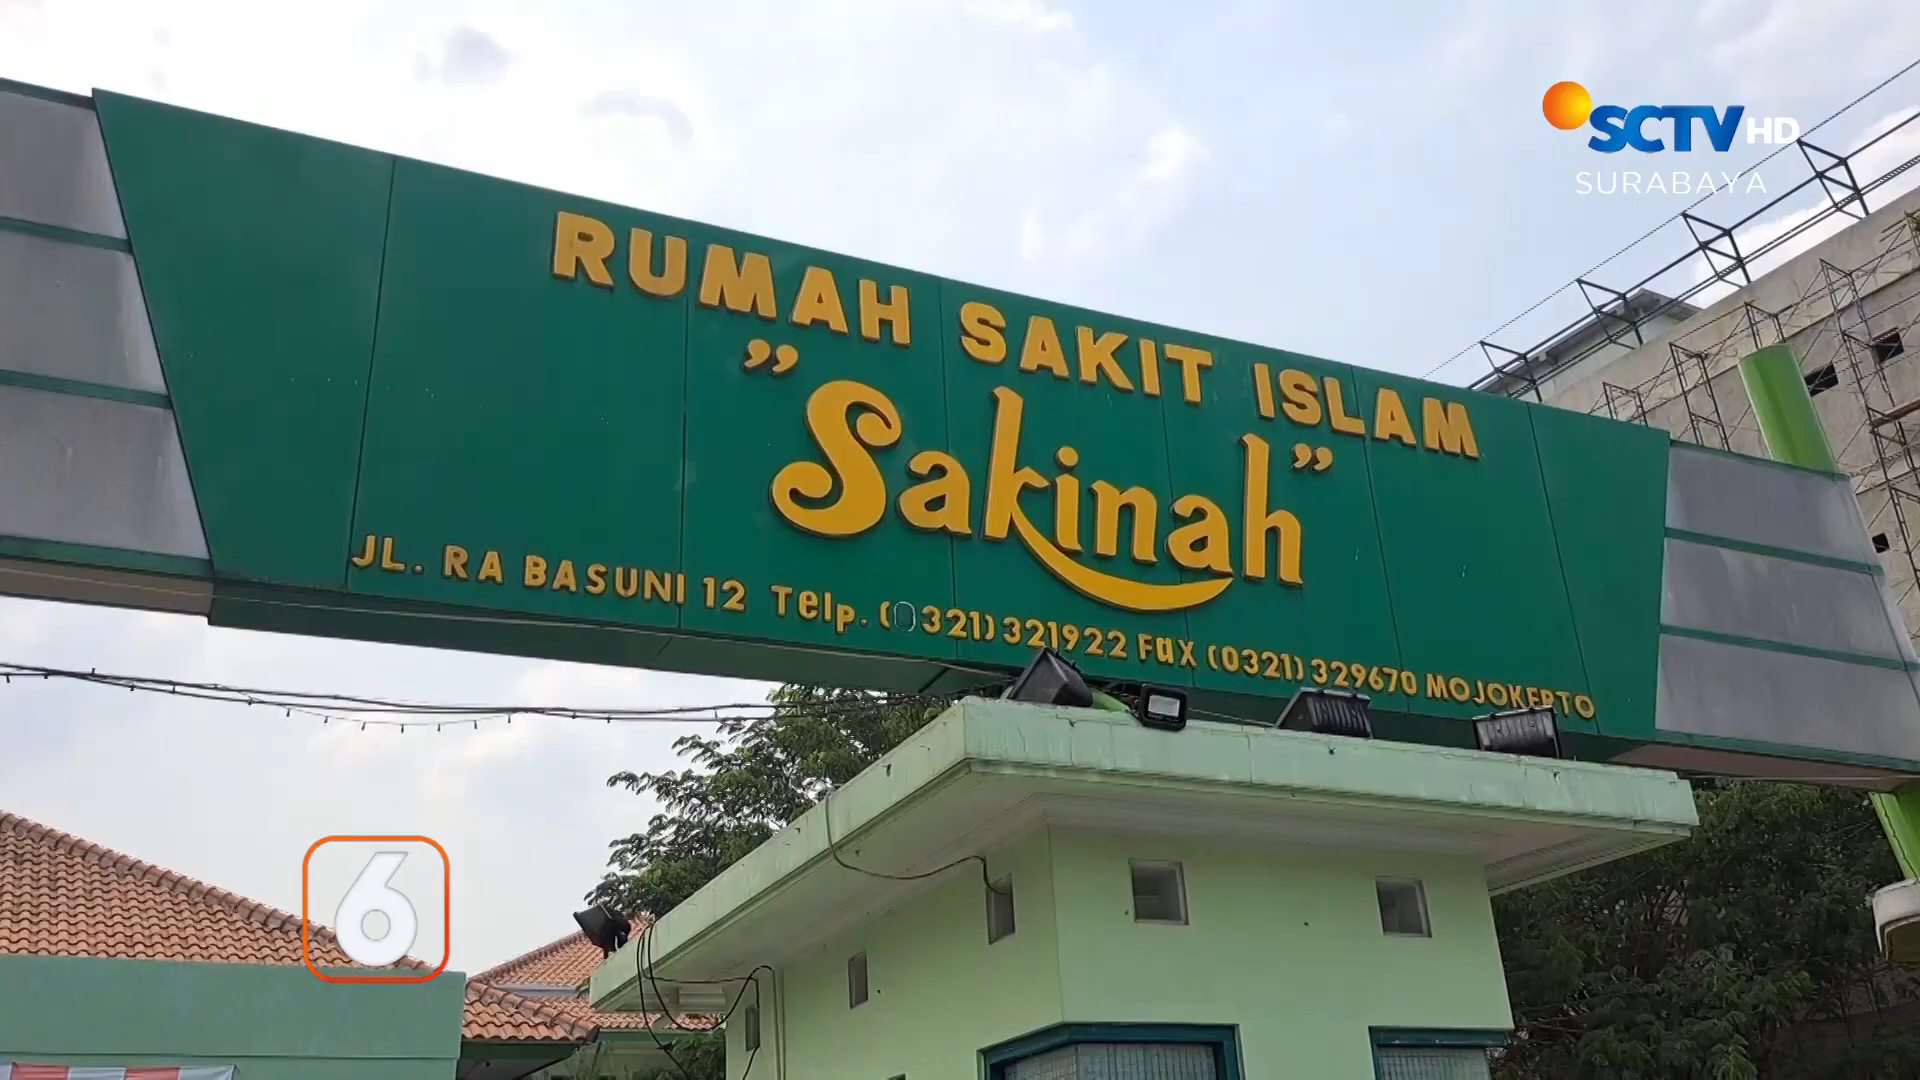 SCTV HD
SURABAYA
RUMAH SAKIT ISLAM
”Sakinah”
JL. RA BASUNI 12 Telp. (0321) 321922 Fax (0321) 329670 MOJOKERTO
6